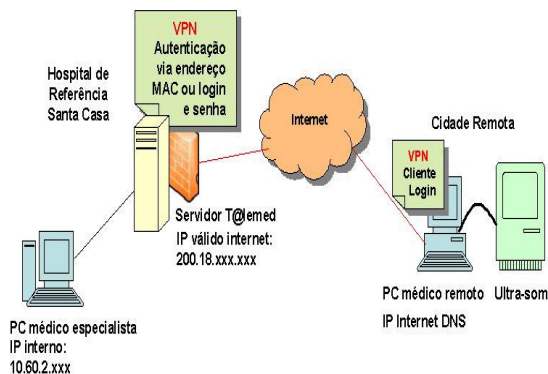 VPN
Autenticação
via endereço
MAC ou login
e senha
Hospital de
Referência
Santa Casa
Internet
Cidade Remota
VPN
Cliente
Login
Servidor T@lemed
IP válido internet:
200.18.xxx.xxx
PC médico especialista
IP interno:
10.60.2.xxx
PC médico remoto
IP Internet DNS
Ultra-som